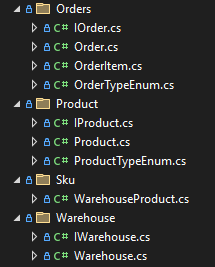 Orders
C# IOrder.cs
C# Order.cs
C# OrderItem.cs
C# OrderTypeEnum.cs
Product
C# IProduct.cs
C# Product.cs
C# ProductTypeEnum.cs
Sku
C# WarehouseProduct.cs
Warehouse
C# IWarehouse.cs
C# Warehouse.cs